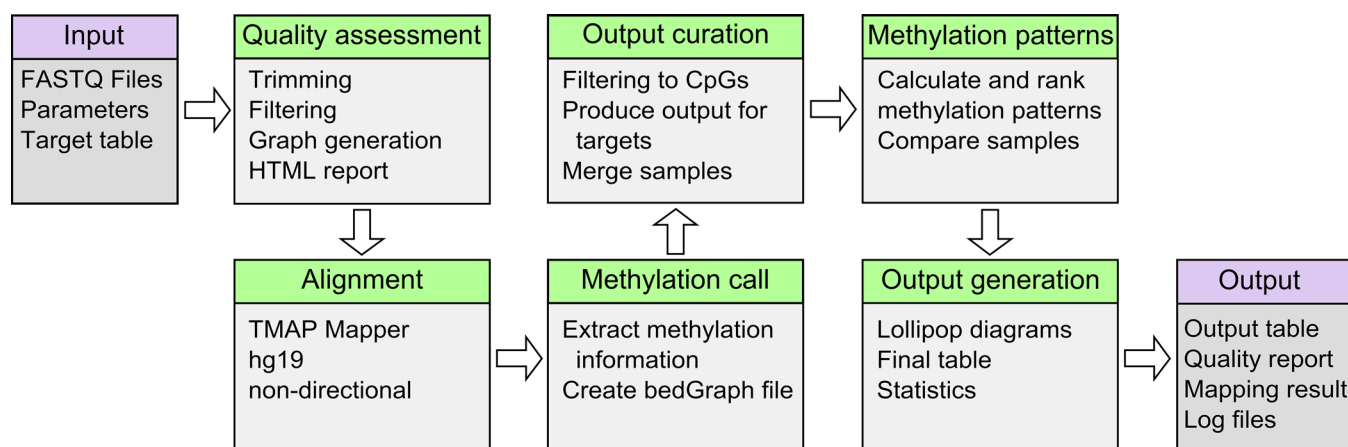 Input
FASTQ Files
Parameters
Target table
Quality assessment
Trimming
Filtering
Graph generation
HTML report
Alignment
TMAP Mapper
hg19
non-directional
Methylation call
Extract methylation
information
Create bedGraph file
Output curation
Filtering to CpGs
Produce output for
targets
Merge samples
Methylation patterns
Calculate and rank
methylation patterns
Compare samples
Output generation
Lollipop diagrams
Final table
Statistics
Output
Output table
Quality report
Mapping result
Log files